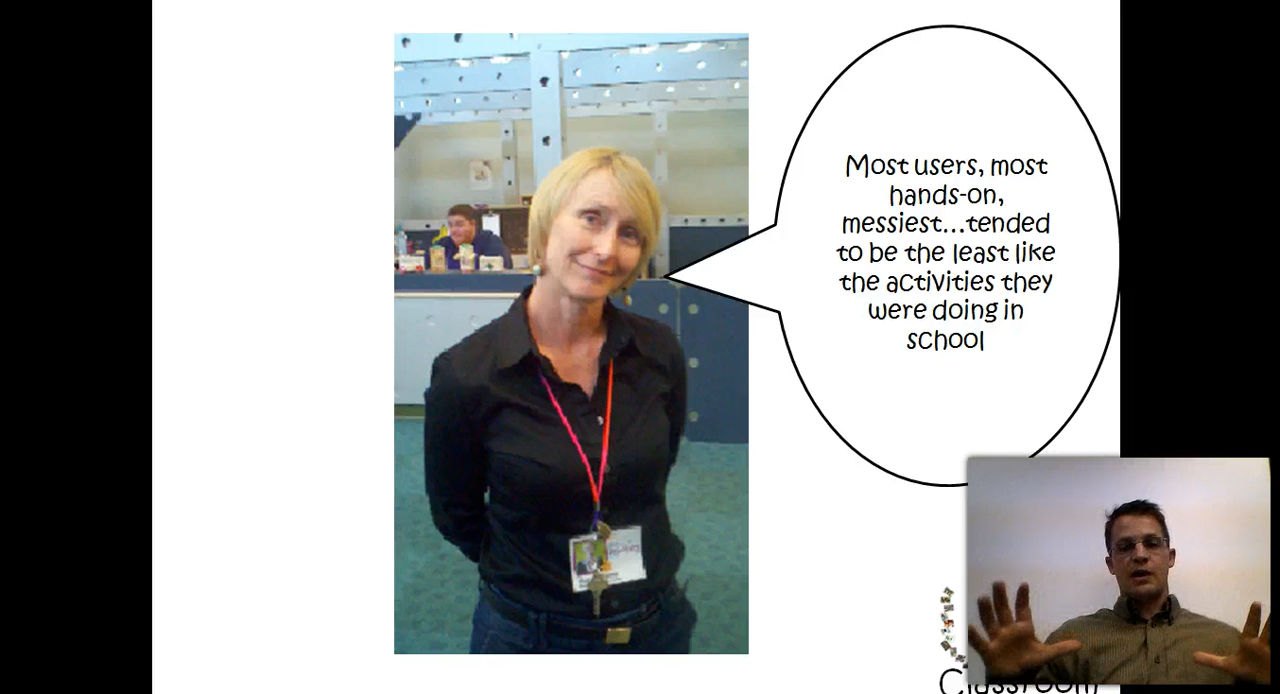 Most users, most
hands-on,
messiest...tended
to be the least like
the activities they
were doing in
school
Classroom